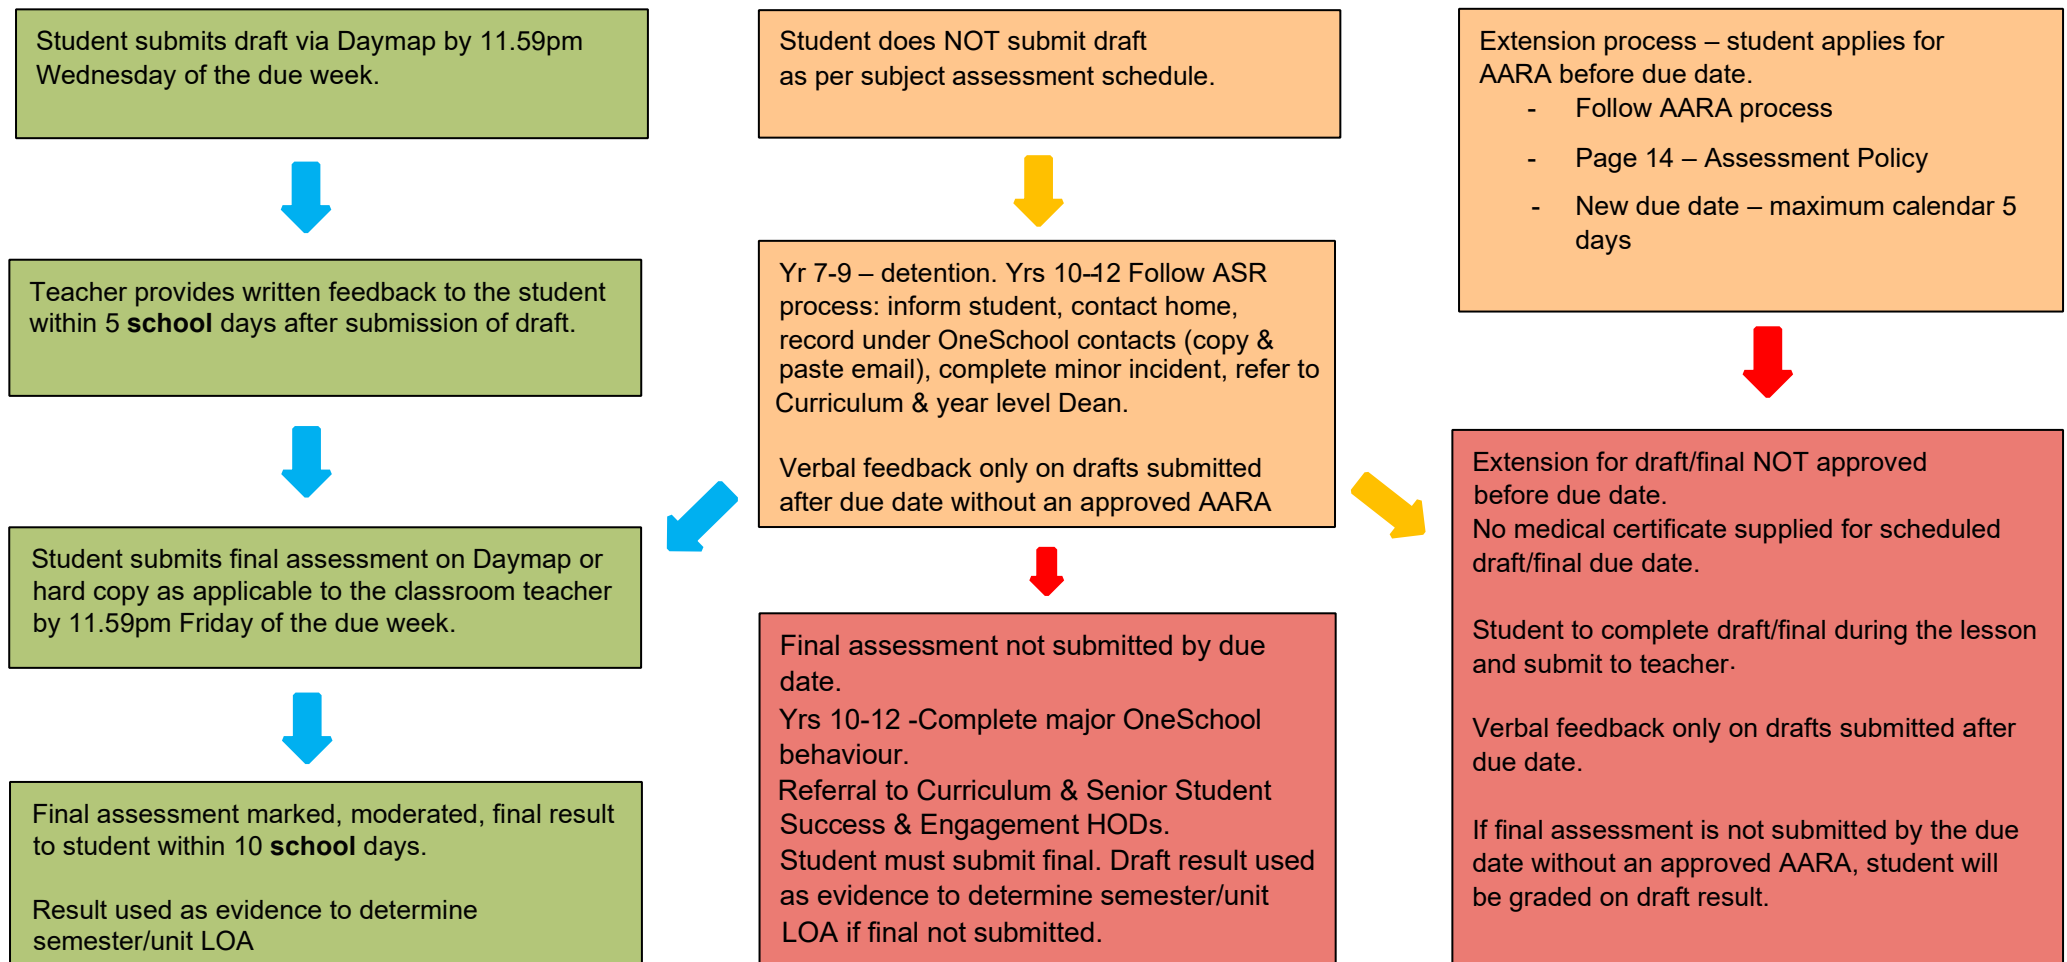 Student submits draft via Daymap by 11.59pm
Wednesday of the due week.
Teacher provides written feedback to the student
within 5 school days after submission of draft.
Student submits final assessment on Daymap or
hard copy as applicable to the classroom teacher
by 11.59pm Friday of the due week.
Final assessment marked, moderated, final result
to student within 10 school days.
Result used as evidence to determine
semester/unit LOA
Student does NOT submit draft
as per subject assessment schedule.
Yr 7-9 – detention. Yrs 10-12 Follow ASR
process: inform student, contact home,
record under OneSchool contacts (copy &
paste email), complete minor incident, refer to
Curriculum & year level Dean.
Verbal feedback only on drafts submitted
after due date without an approved AARA
Final assessment not submitted by due
date.
Yrs 10-12 -Complete major OneSchool
behaviour.
Referral to Curriculum & Senior Student
Success & Engagement HODs.
Student must submit final. Draft result used
as evidence to determine semester/unit
LOA if final not submitted.
Extension process – student applies for
AARA before due date.
- Follow AARA process
- Page 14 – Assessment Policy
- New due date – maximum calendar 5
days
Extension for draft/final NOT approved
before due date.
No medical certificate supplied for scheduled
draft/final due date.
Student to complete draft/final during the lesson
and submit to teacher.
Verbal feedback only on drafts submitted after
due date.
If final assessment is not submitted by the due
date without an approved AARA, student will
be graded on draft result.